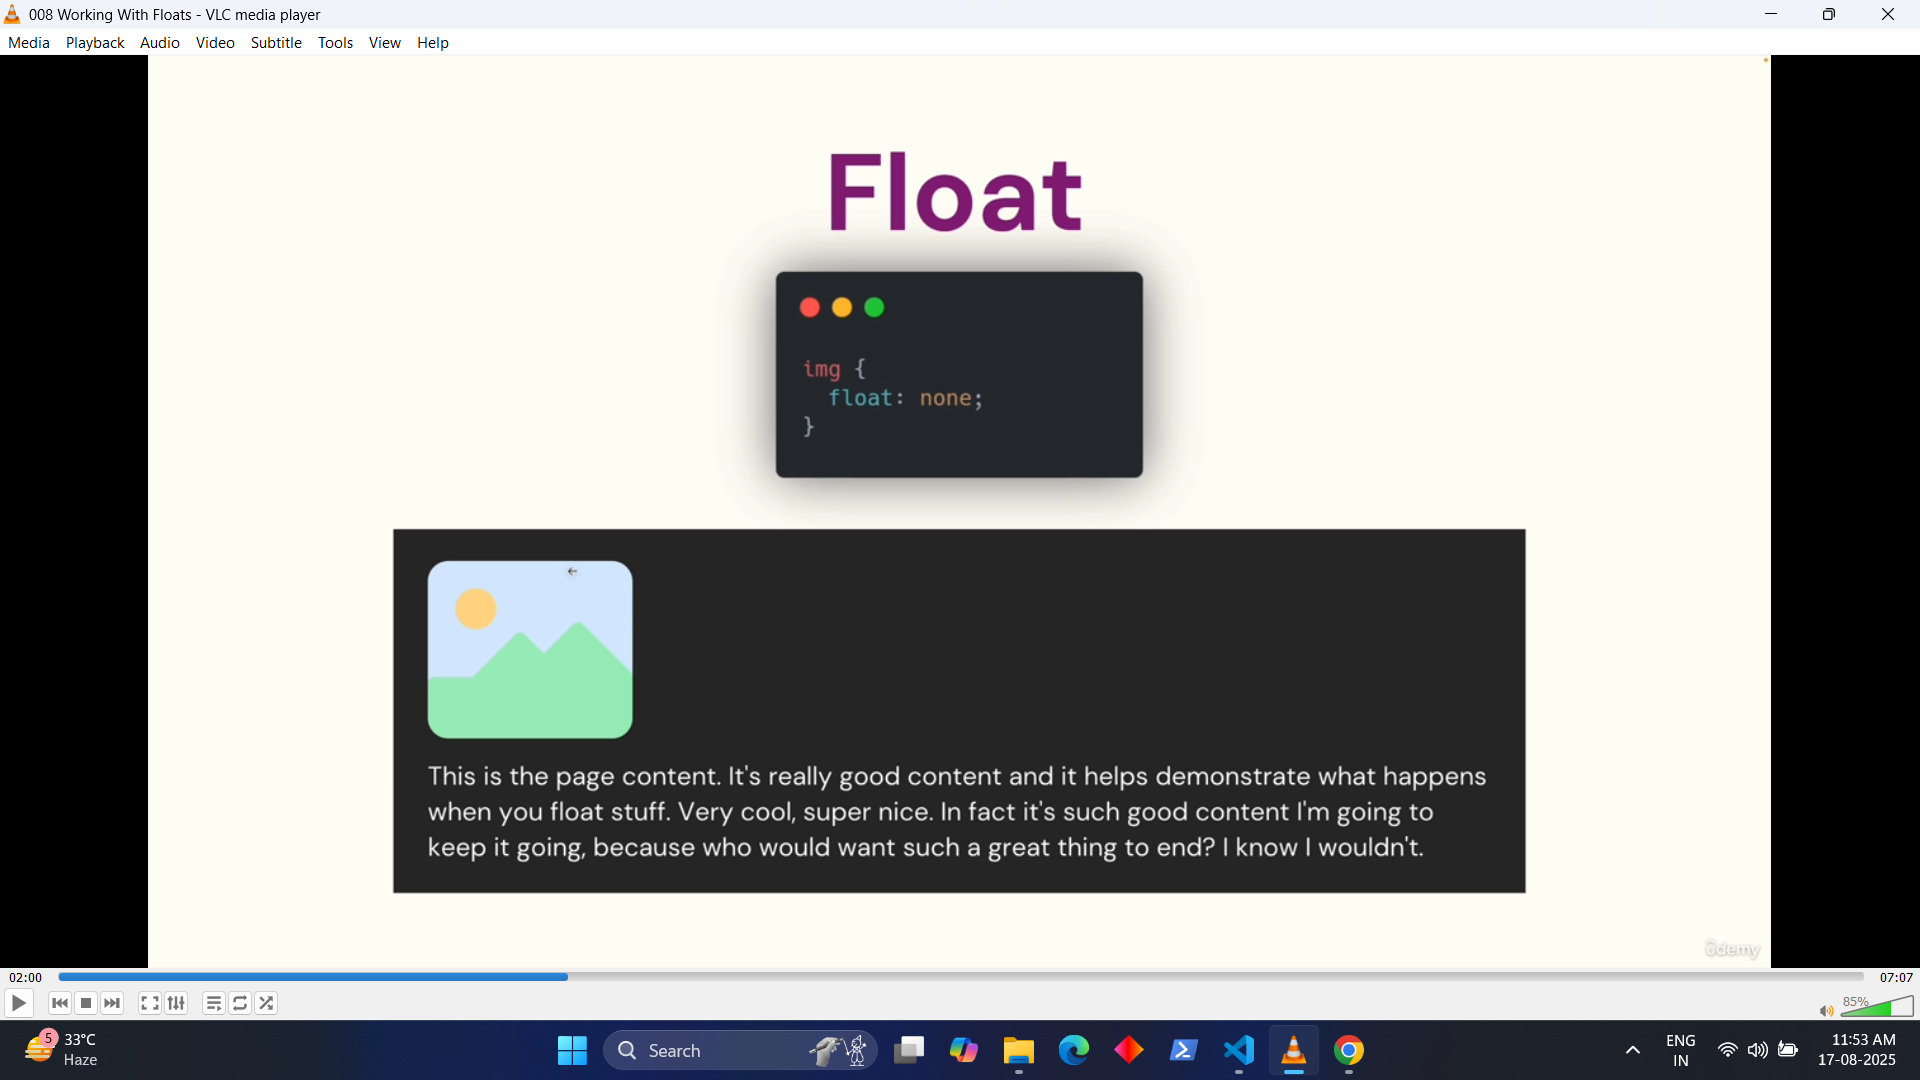 008 Working With Floats - VLC media player
Media Playback Audio Video Subtitle Tools View Help
Float
img {
float: none;
}
This is the page content. It's really good content and it helps demonstrate what happens
when you float stuff. Very cool, super nice. In fact it's such good content I'm going to
keep it going, because who would want such a great thing to end? I know I wouldn't.
ûdemy
02:00
07:07
85%
5
33°C
Haze
Search
ENG
IN
11:53 AM
17-08-2025